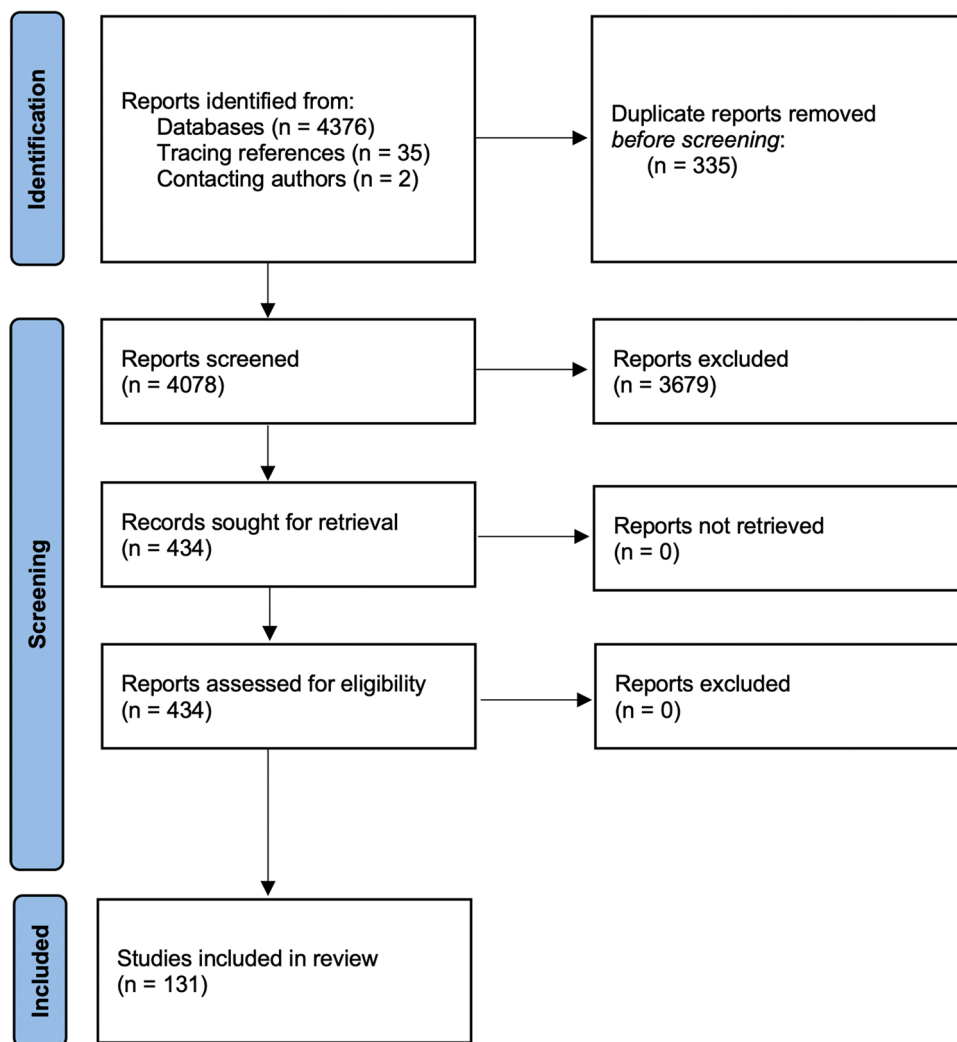 Identification
Reports identified from:
Databases (n = 4376)
Tracing references (n = 35)
Contacting authors (n = 2)
Duplicate reports removed
before screening:
(n = 335)
Screening
Reports screened
(n = 4078)
Reports excluded
(n = 3679)
Records sought for retrieval
(n = 434)
Reports not retrieved
(n = 0)
Reports assessed for eligibility
(n = 434)
Reports excluded
(n = 0)
Included
Studies included in review
(n = 131)